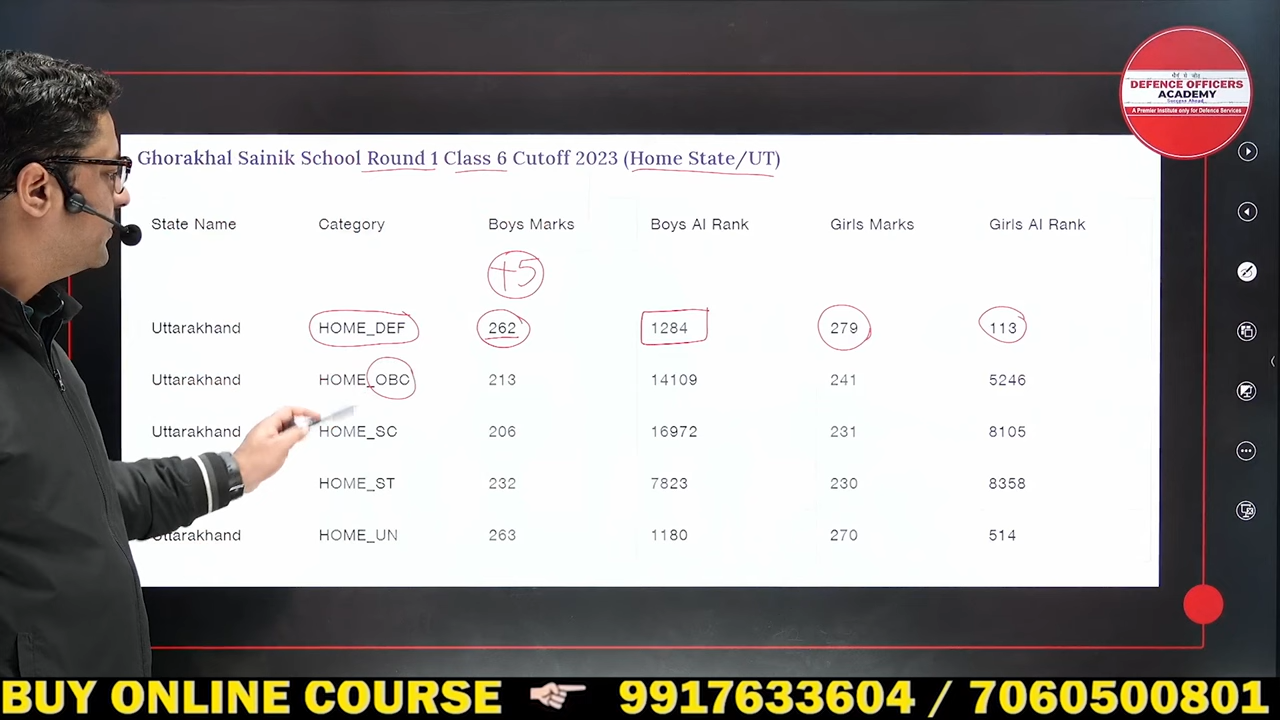 धैर्य से जीत
DEFENCE OFFICERS
ACADEMY
Success Ahead..
A Premier Institute only for Defence Services
Ghorakhal Sainik School Round 1 Class 6 Cutoff 2023 (Home State/UT)
State Name Category Boys Marks Boys AI Rank Girls Marks Girls AI Rank
+5
Uttarakhand HOME_DEF 262 1284 279 113
Uttarakhand HOME_OBC 213 14109 241 5246
Uttarakhand HOME_SC 206 16972 231 8105
HOME_ST 232 7823 230 8358
Uttarakhand HOME_UN 263 1180 270 514
BUY ONLINE COURSE 9917633604 / 7060500801